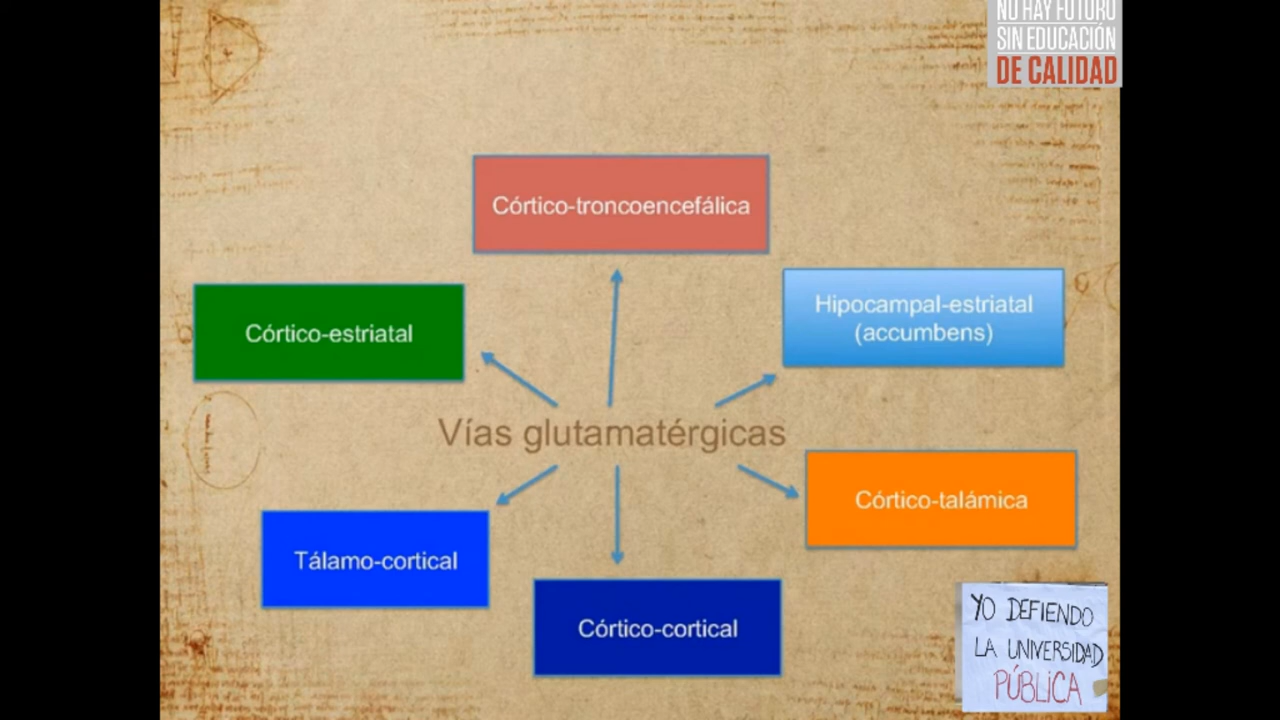 NO HAY FUTURO
SIN EDUCACIÓN
DE CALIDAD
Córtico-troncoencefálica
Hipocampal-estriatal
(accumbens)
Córtico-estriatal
Vías glutamatérgicas
Córtico-talámica
Tálamo-cortical
Córtico-cortical
YO DEFIENDO
LA UNIVERSIDAD
PÚBLICA